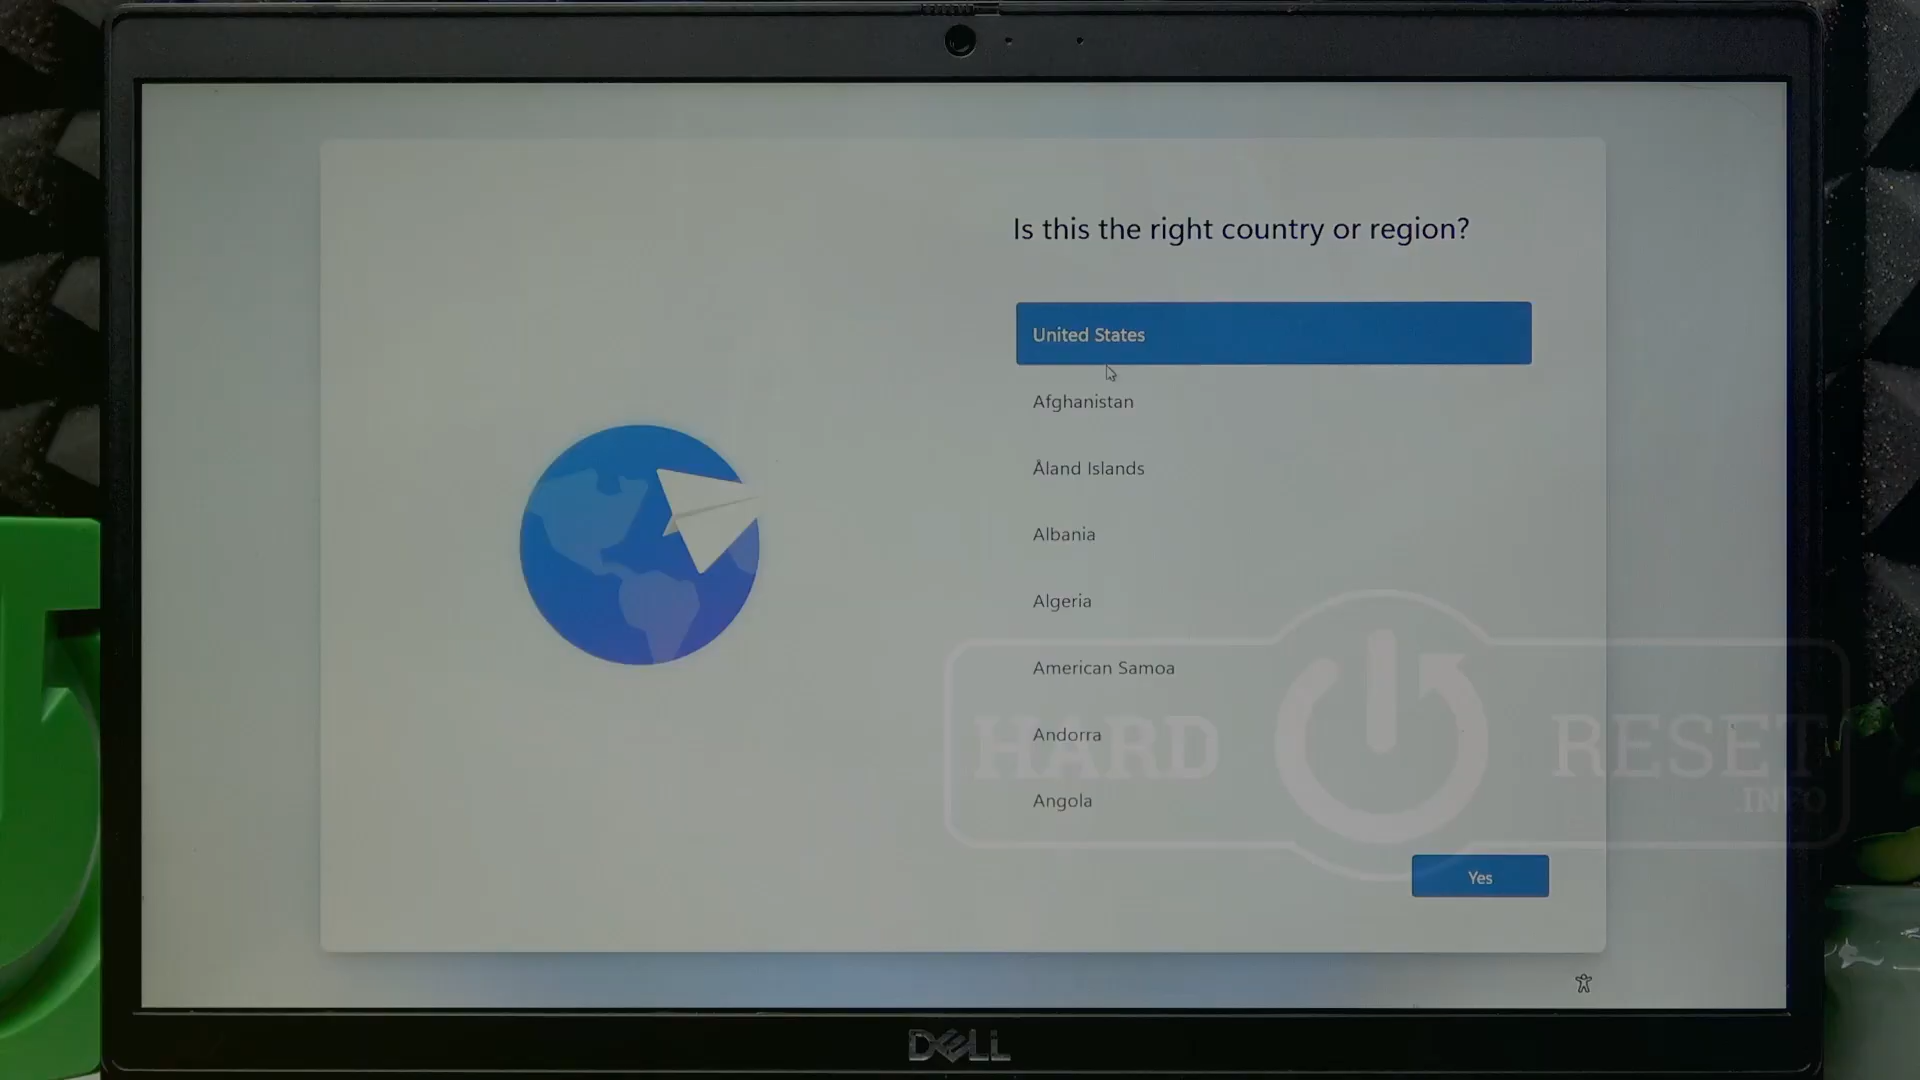 Is this the right country or region?
United States
Afghanistan
Åland Islands
Albania
Algeria
American Samoa
Andorra
Angola
HARD RESET
INFO
Yes
DELL